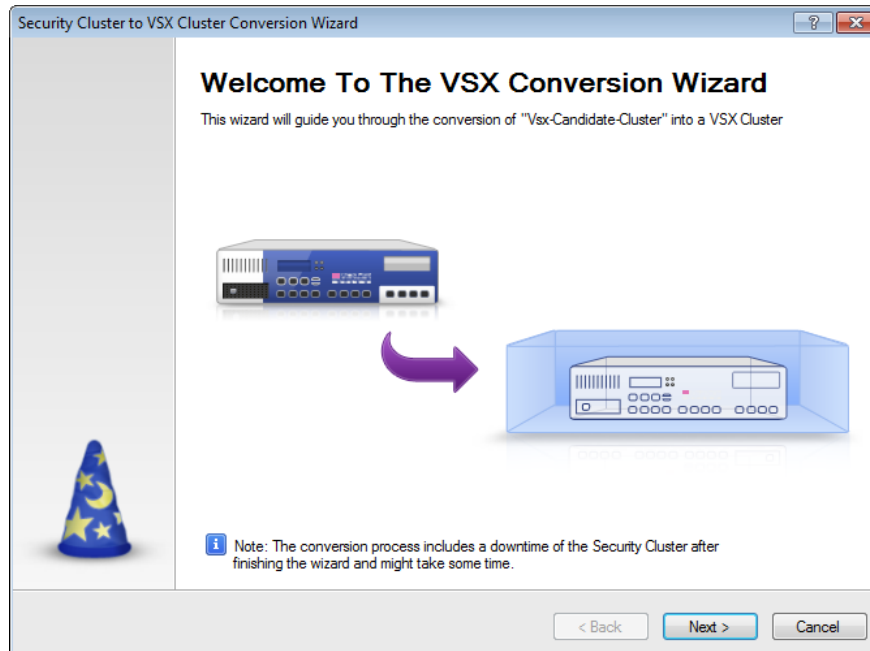 Security Cluster to VSX Cluster Conversion Wizard
Welcome To The VSX Conversion Wizard
This wizard will guide you through the conversion of "Vsx-Candidate-Cluster" into a VSX Cluster
Note: The conversion process includes a downtime of the Security Cluster after
finishing the wizard and might take some time.
< Back Next > Cancel